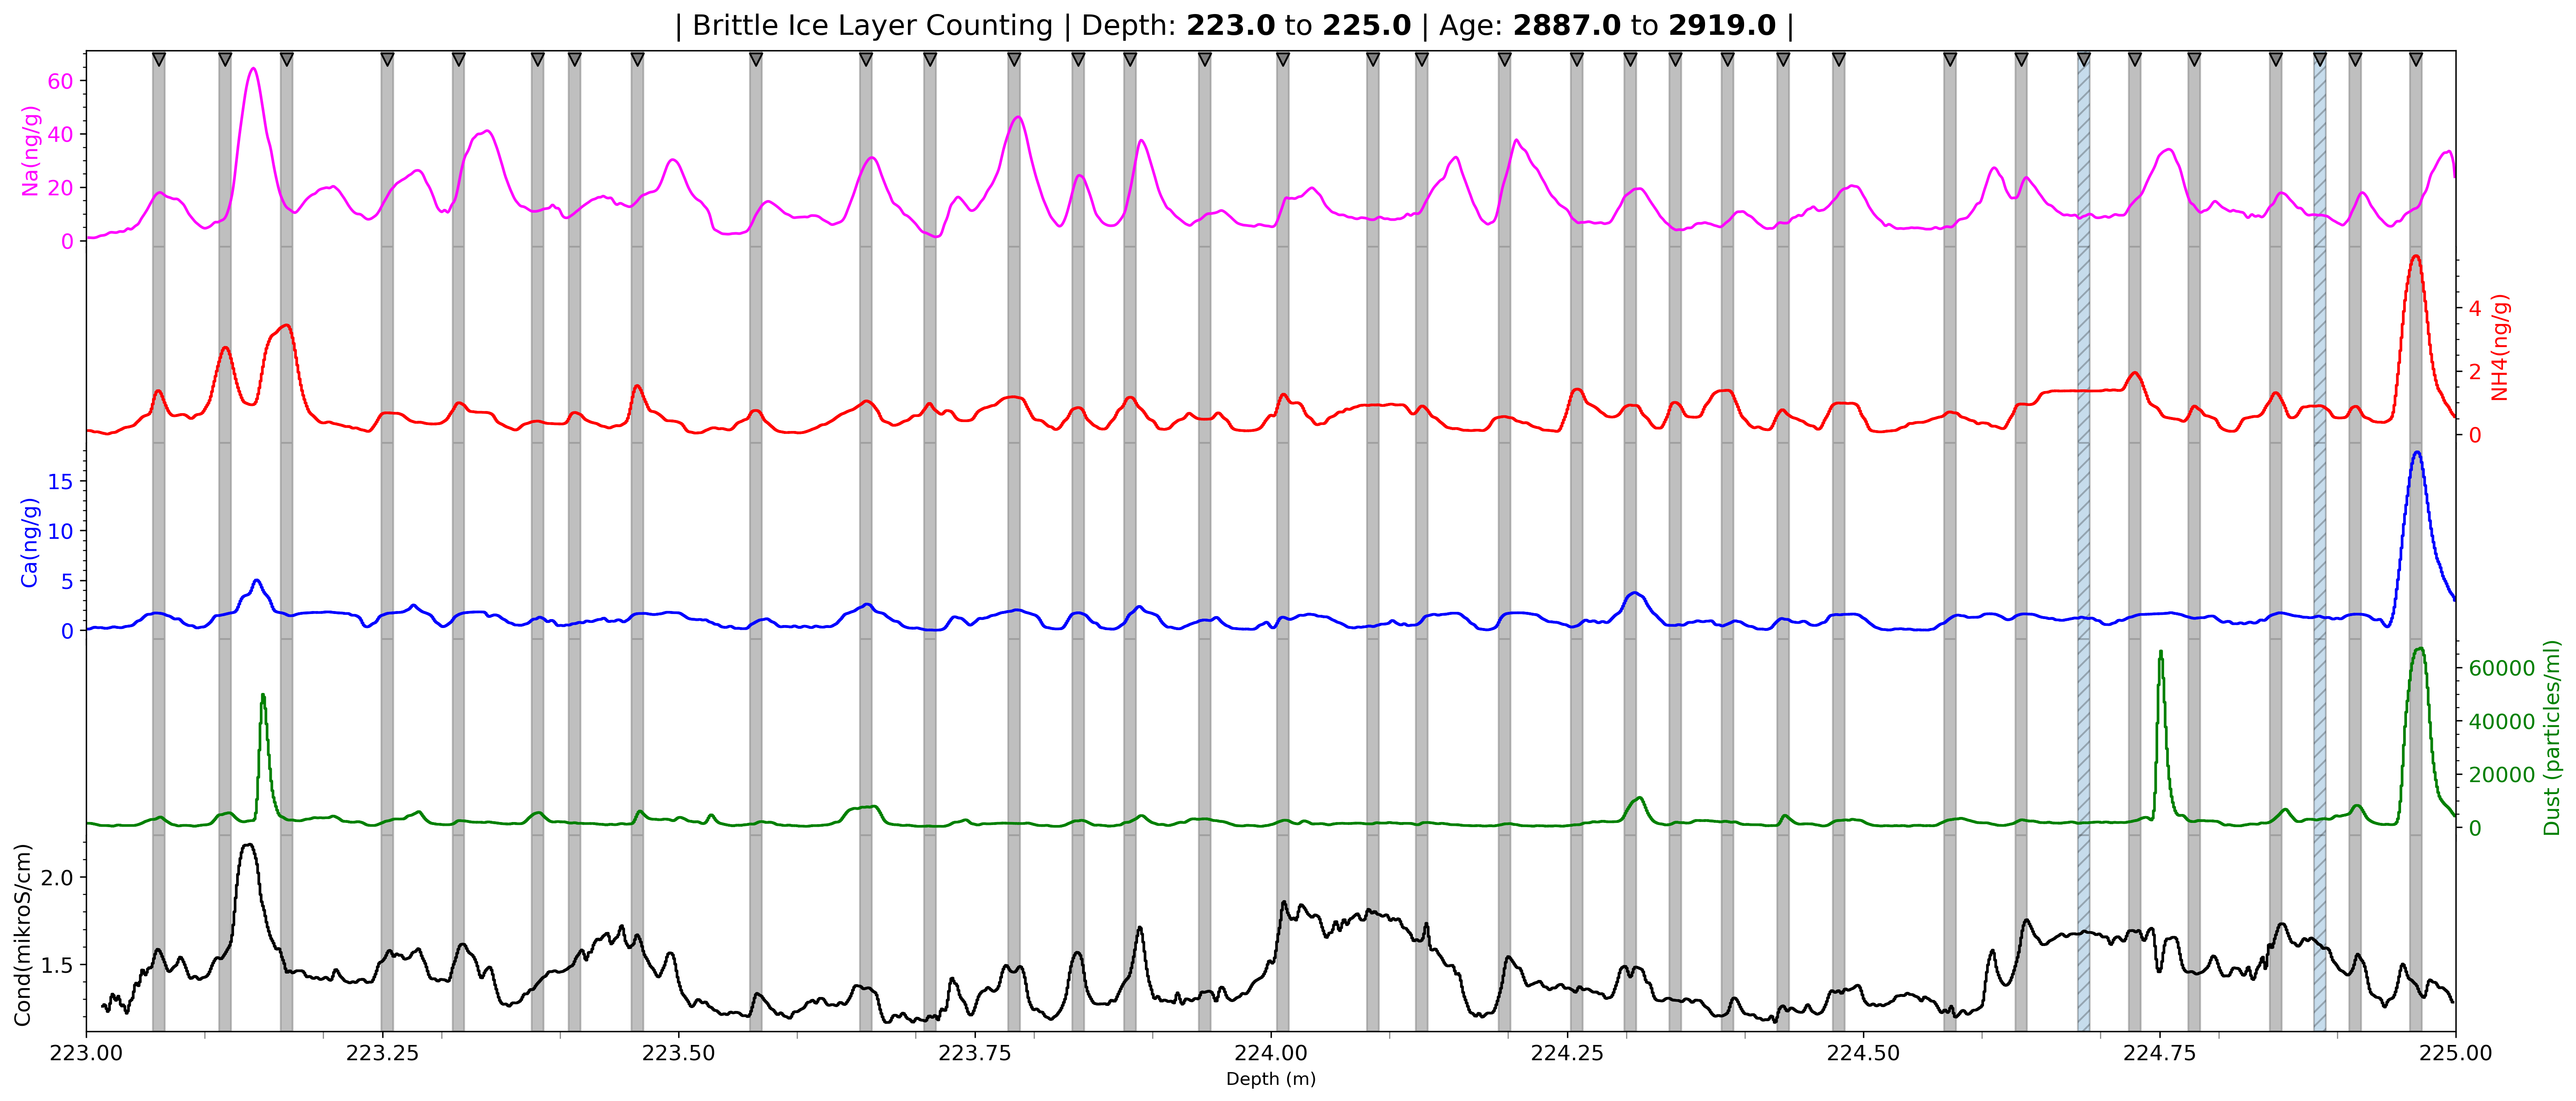 | Brittle Ice Layer Counting | Depth: 223.0 to 225.0 | Age: 2887.0 to 2919.0 |
Na(ng/g)
60
40
20
0
NH4(ng/g)
4
2
0
Ca(ng/g)
15
10
5
0
Dust (particles/ml)
60000
40000
20000
0
Cond(mikroS/cm)
2.0
1.5
223.00 223.25 223.50 223.75 224.00 224.25 224.50 224.75 225.00
Depth (m)